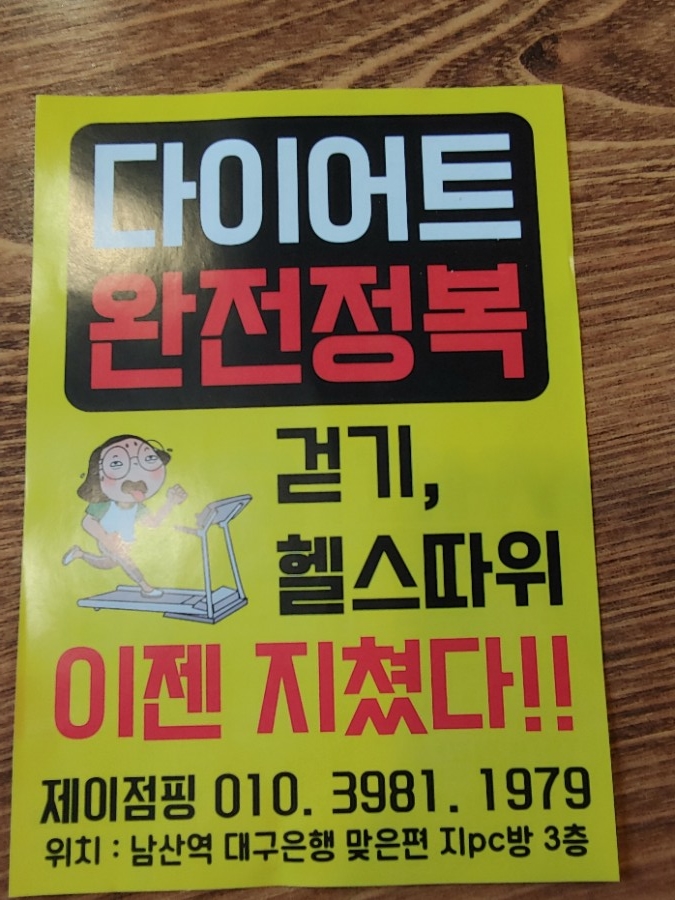 다이어트
완전정복
걷기,
헬스따위
이젠 지쳤다!!
제이점핑 010. 3981. 1979
위치 : 남산역 대구은행 맞은편 지pc방 3층